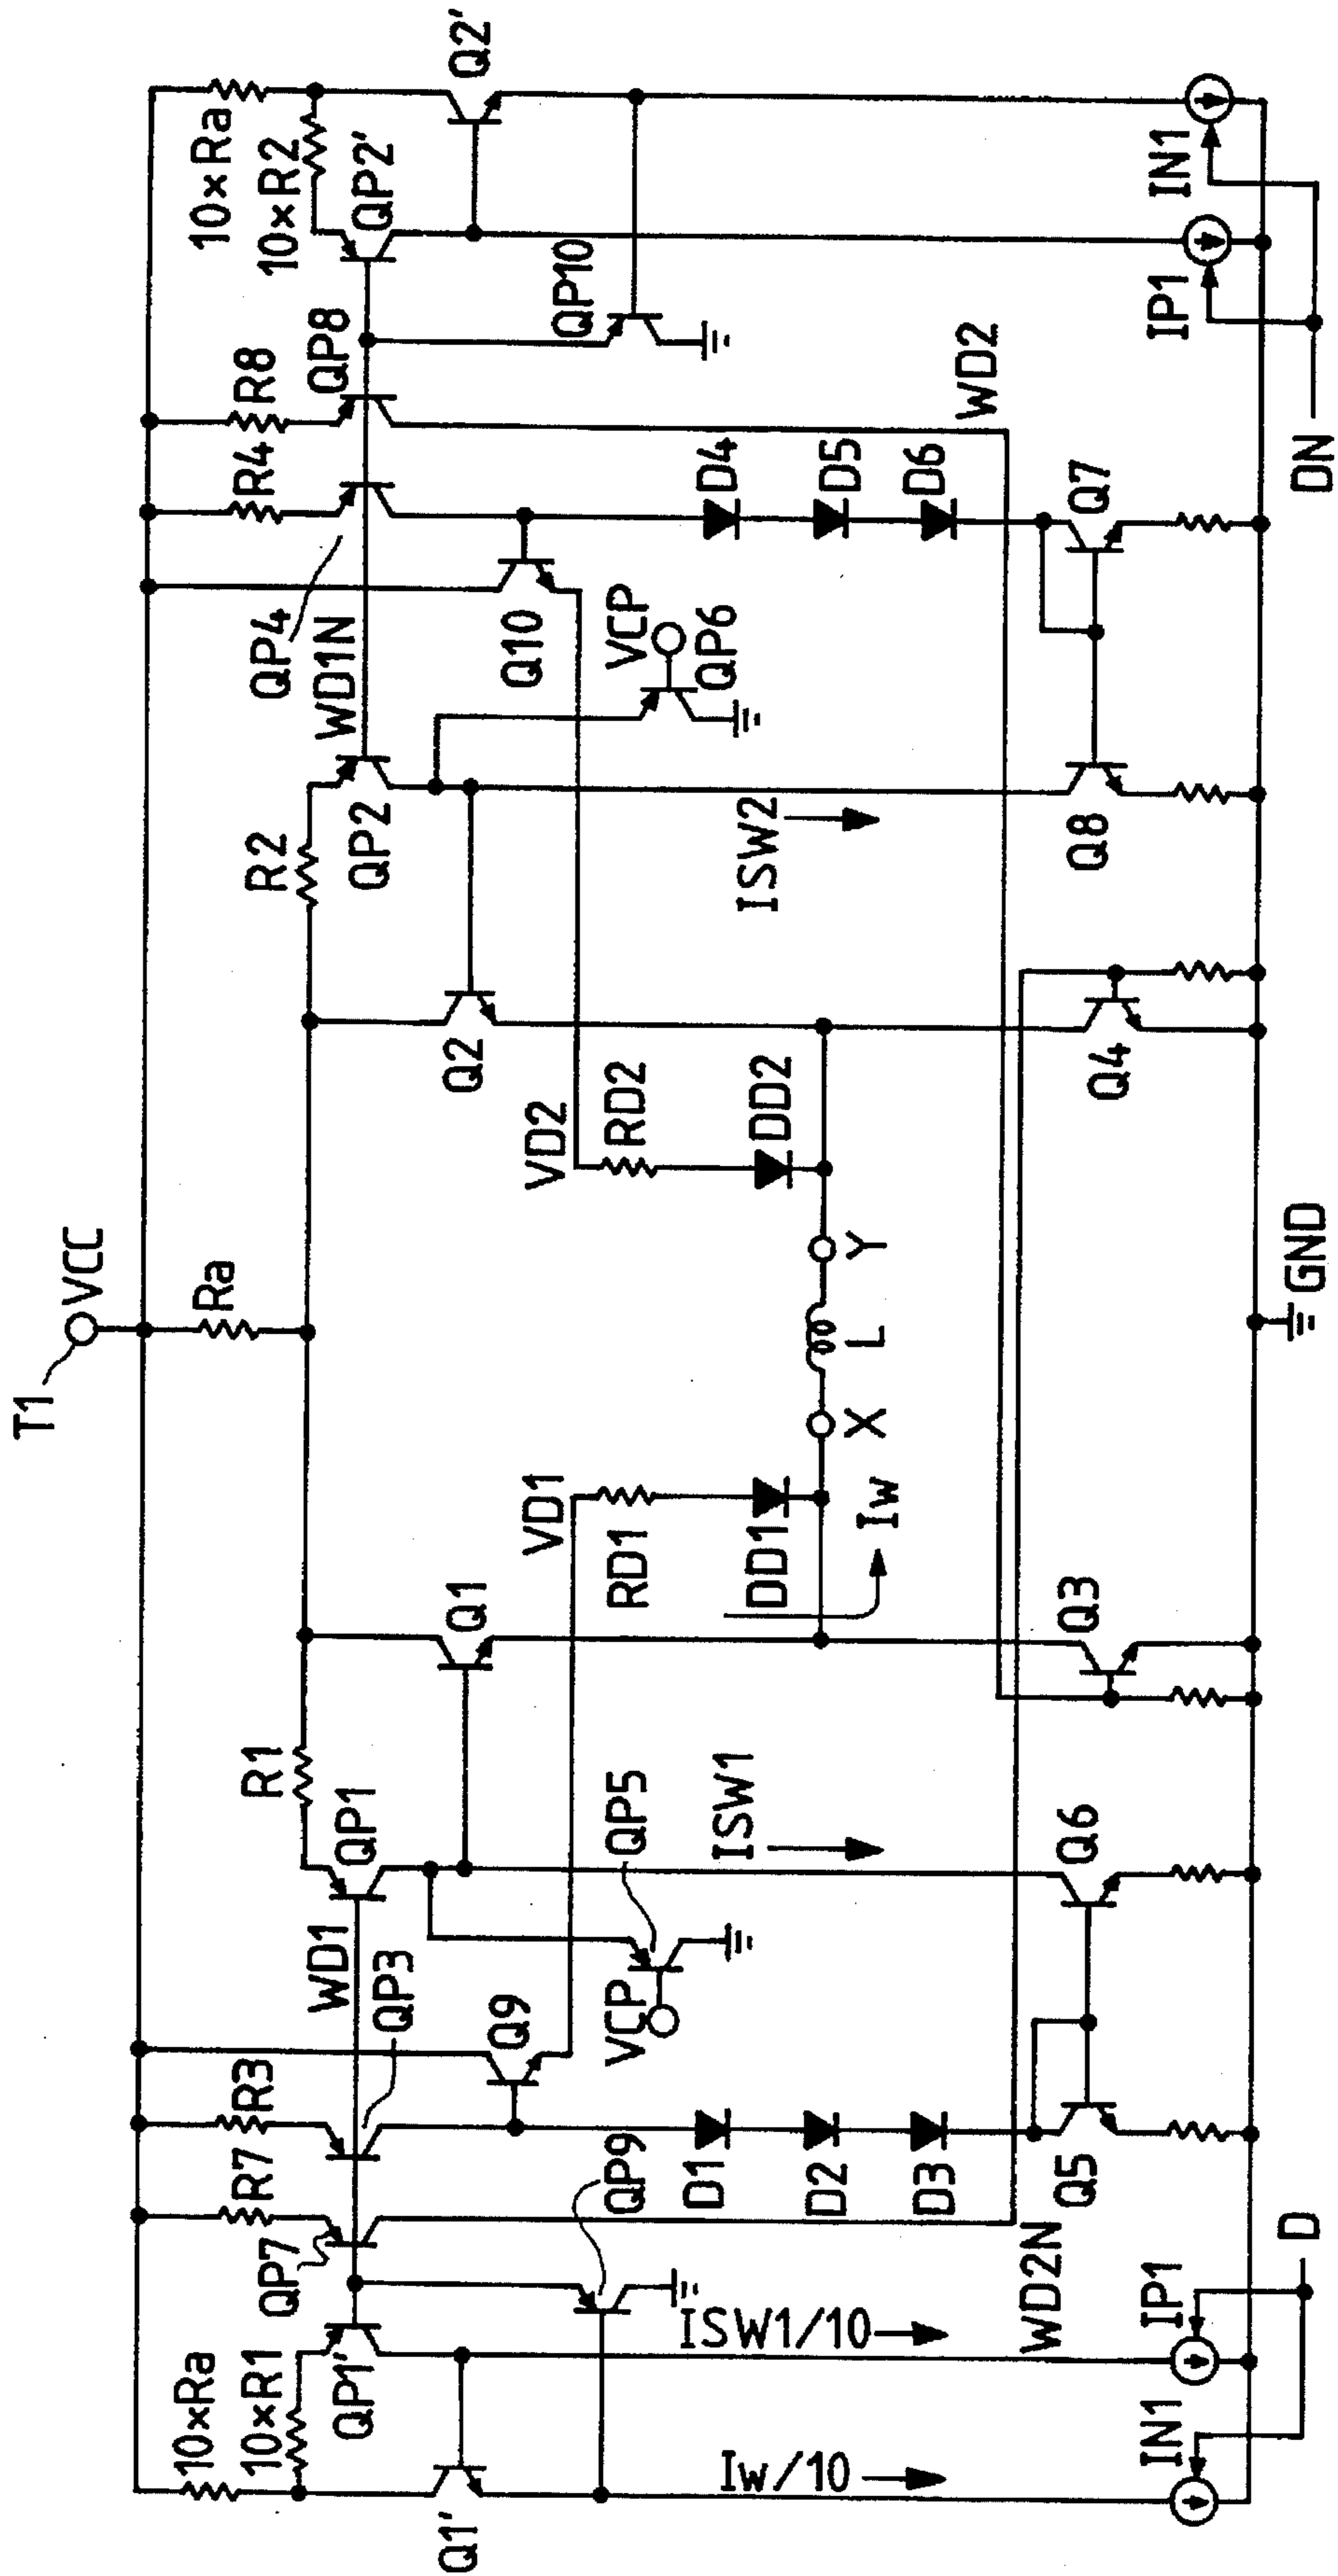 T1
VCC
Ra
10×Ra
10×R1
QP1'
Q1'
QP7
R7
R3
WD1
QP3
QP1
R1
Q9
QP9
VCP
QP5
Q1
VD1
RD1
DD1
Iw
X
L
Y
VD2
RD2
DD2
Q2
R2
QP2
WD1N
QP4
R4
R8
QP8
10×Ra
10×R2
QP2'
Q2'
QP10
Q10
VCP
QP6
WD2
D4
D5
D6
Q7
Q8
ISW2
Q4
Q3
ISW1
Q6
Q5
D1
D2
D3
WD2N
ISW1/10
Iw/10
IN1
IP1
D
GND
IP1
IN1
DN